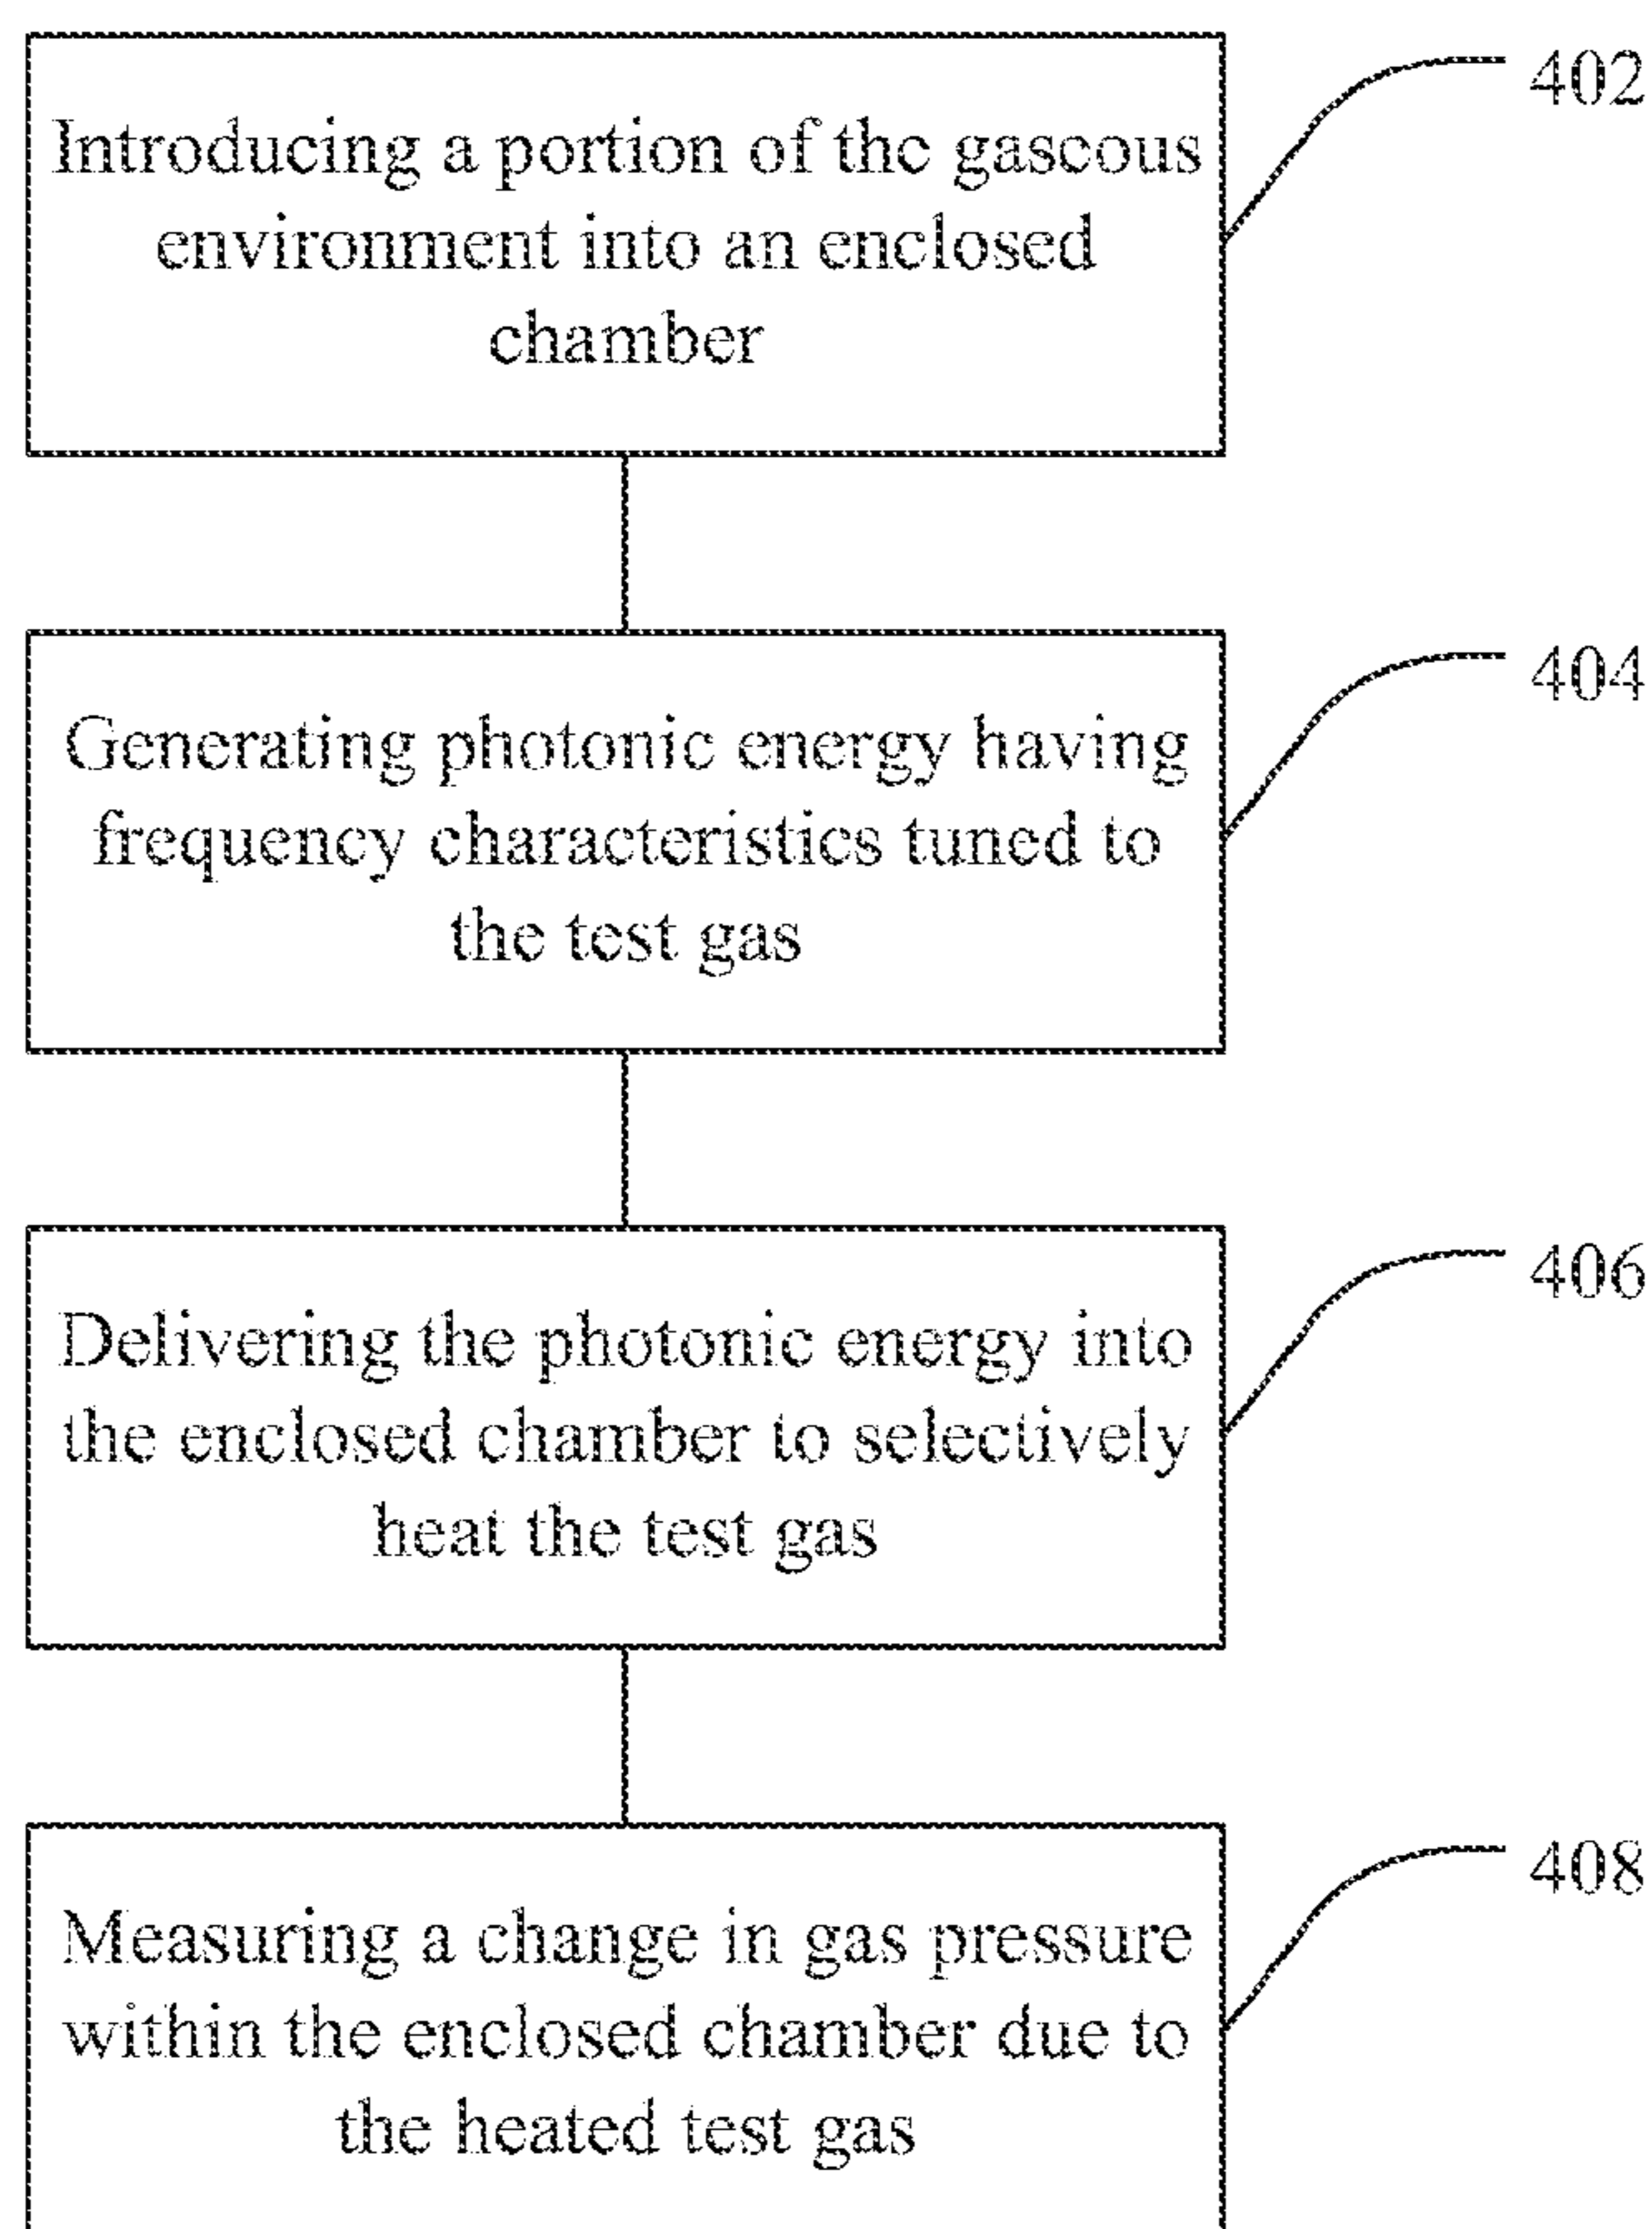 Introducing a portion of the gaseous
environment into an enclosed
chamber
402
Generating photonic energy having
frequency characteristics tuned to
the test gas
404
Delivering the photonic energy into
the enclosed chamber to selectively
heat the test gas
406
Measuring a change in gas pressure
within the enclosed chamber due to
the heated test gas
408